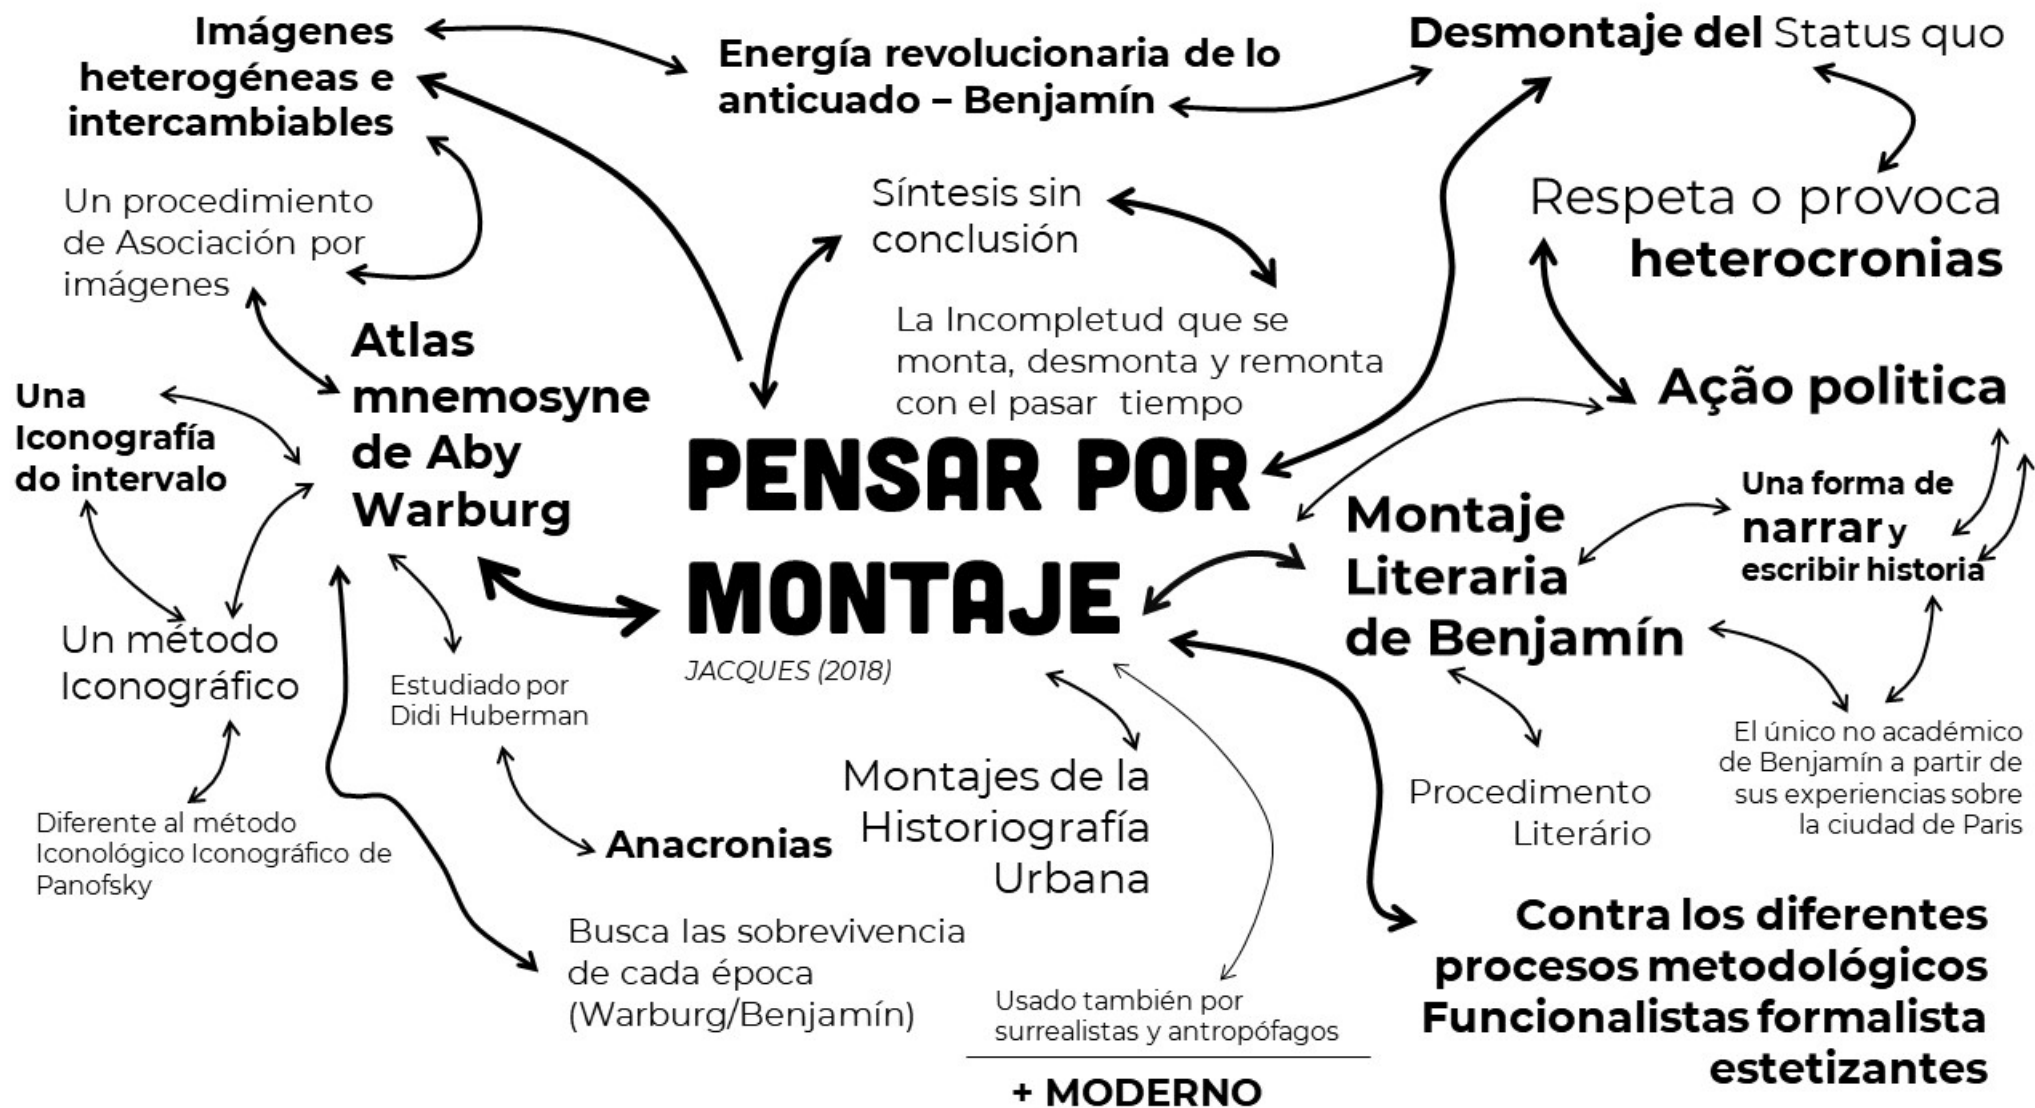 Imágenes
heterogéneas e
intercambiables
Energía revolucionaria de lo
anticuado – Benjamín
Desmontaje del Status quo
Un procedimiento
de Asociación por
imágenes
Síntesis sin
conclusión
Respeta o provoca
heterocronias
La Incompletud que se
monta, desmonta y remonta
con el pasar tiempo
Atlas
mnemosyne
de Aby
Warburg
Una
Iconografía
do intervalo
Ação politica
PENSAR POR
MONTAJE
JACQUES (2018)
Montaje
Literaria
de Benjamín
Una forma de
narrar y
escribir historia
Un método
Iconográfico
Estudiado por
Didi Huberman
Diferente al método
Iconológico Iconográfico de
Panofsky
Anacronias
Montajes de la
Historiografía
Urbana
Procedimento
Literário
El único no académico
de Benjamín a partir de
sus experiencias sobre
la ciudad de Paris
Busca las sobrevivencia
de cada época
(Warburg/Benjamín)
Usado también por
surrealistas y antropófagos
+ MODERNO
Contra los diferentes
procesos metodológicos
Funcionalistas formalista
estetizantes